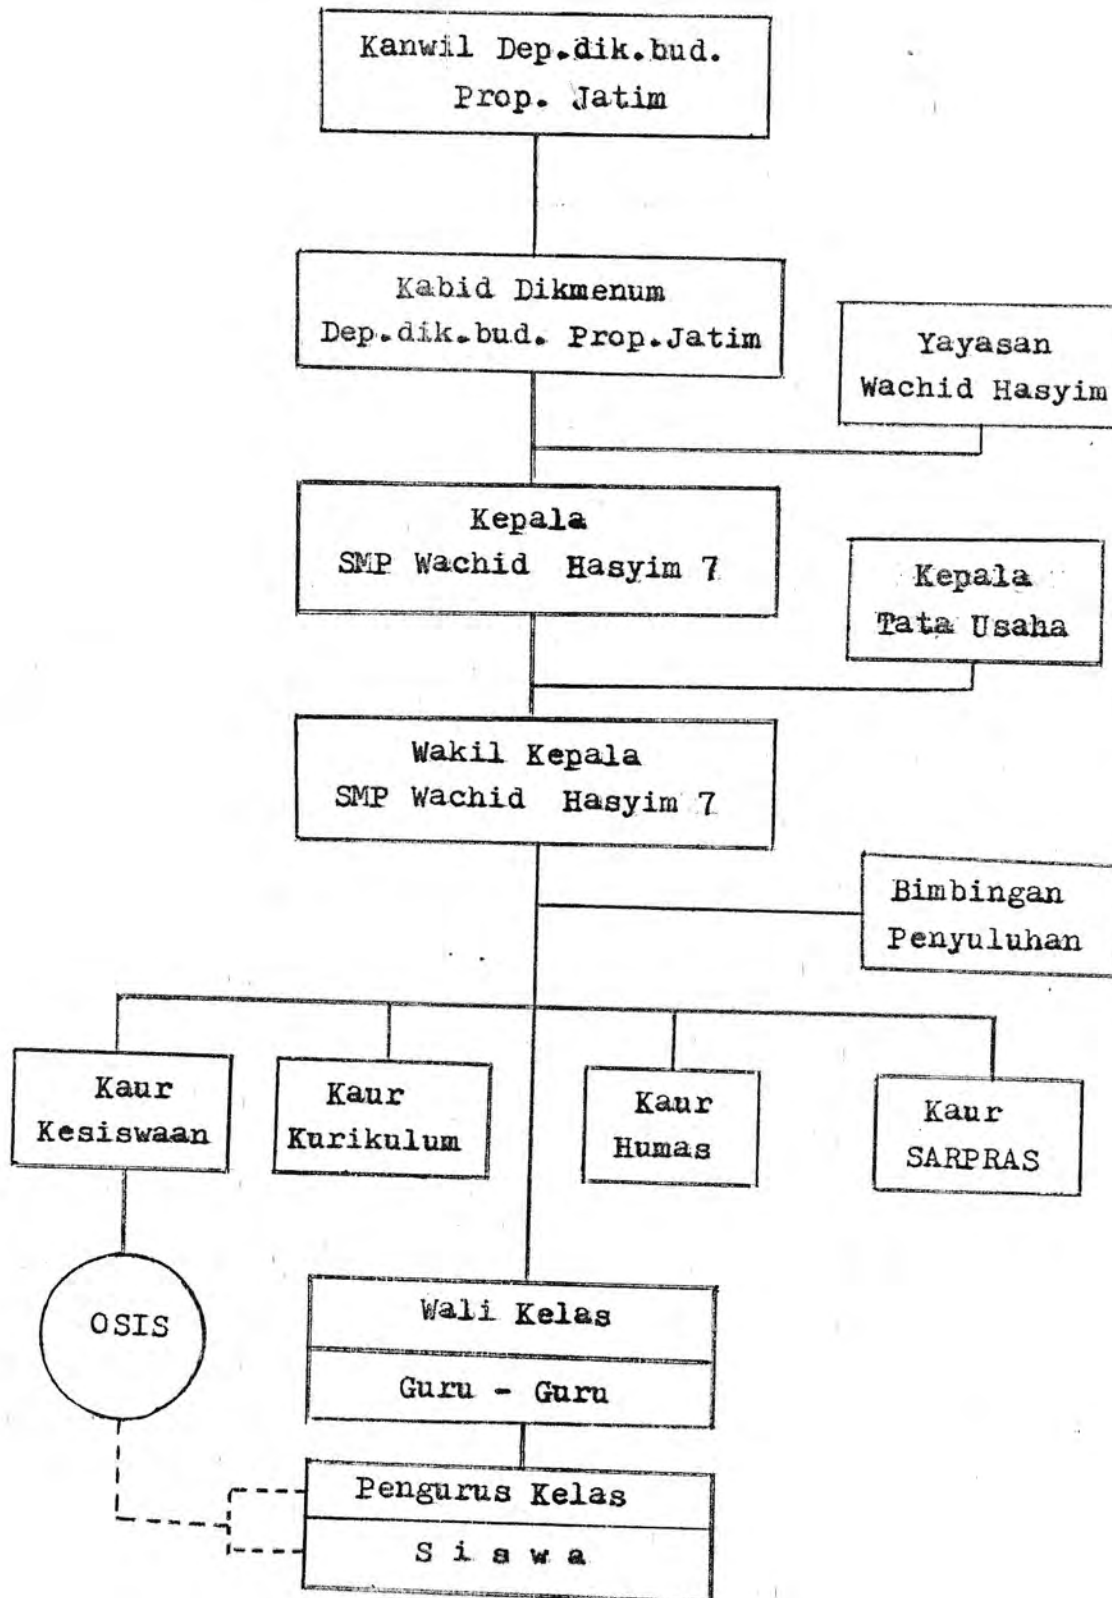 Kanwil Dep.dik.bud.
Prop. Jatim
Kabid Dikmenum
Dep.dik.bud. Prop.Jatim
Yayasan
Wachid Hasyim
Kepala
SMP Wachid Hasyim 7
Kepala
Tata Usaha
Wakil Kepala
SMP Wachid Hasyim 7
Bimbingan
Penyuluhan
Kaur
Kesiswaan
Kaur
Kurikulum
Kaur
Humas
Kaur
SARPRAS
OSIS
Wali Kelas
Guru - Guru
Pengurus Kelas
S i s w a